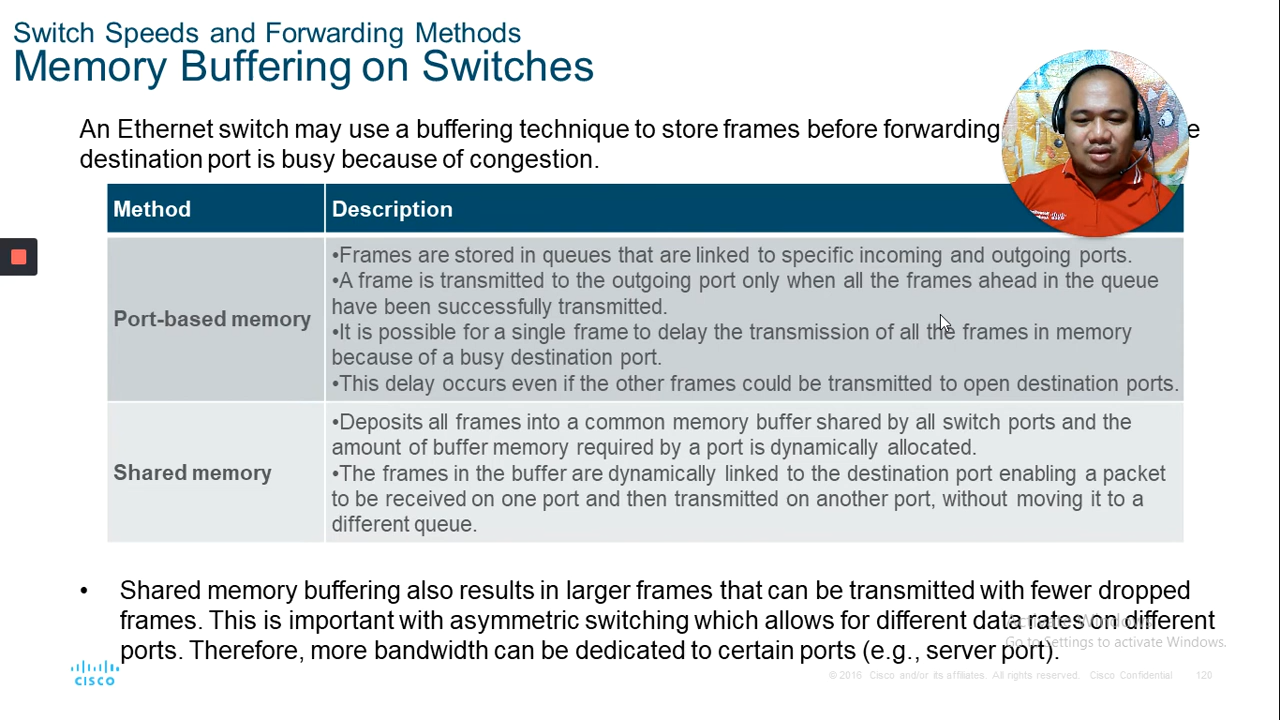 Switch Speeds and Forwarding Methods
Memory Buffering on Switches
An Ethernet switch may use a buffering technique to store frames before forwarding e
destination port is busy because of congestion.
Method Description
•Frames are stored in queues that are linked to specific incoming and outgoing ports.
•A frame is transmitted to the outgoing port only when all the frames ahead in the queue
have been successfully transmitted.
Port-based memory
•It is possible for a single frame to delay the transmission of all the frames in memory
because of a busy destination port.
•This delay occurs even if the other frames could be transmitted to open destination ports.
•Deposits all frames into a common memory buffer shared by all switch ports and the
amount of buffer memory required by a port is dynamically allocated.
Shared memory
•The frames in the buffer are dynamically linked to the destination port enabling a packet
to be received on one port and then transmitted on another port, without moving it to a
different queue.
• Shared memory buffering also results in larger frames that can be transmitted with fewer dropped
frames. This is important with asymmetric switching which allows for different data rates on different
ports. Therefore, more bandwidth can be dedicated to certain ports (e.g., server port).
Activate Windows
Go to Settings to activate Windows.
CISCO
© 2016 Cisco and/or its affiliates. All rights reserved. Cisco Confidential 120